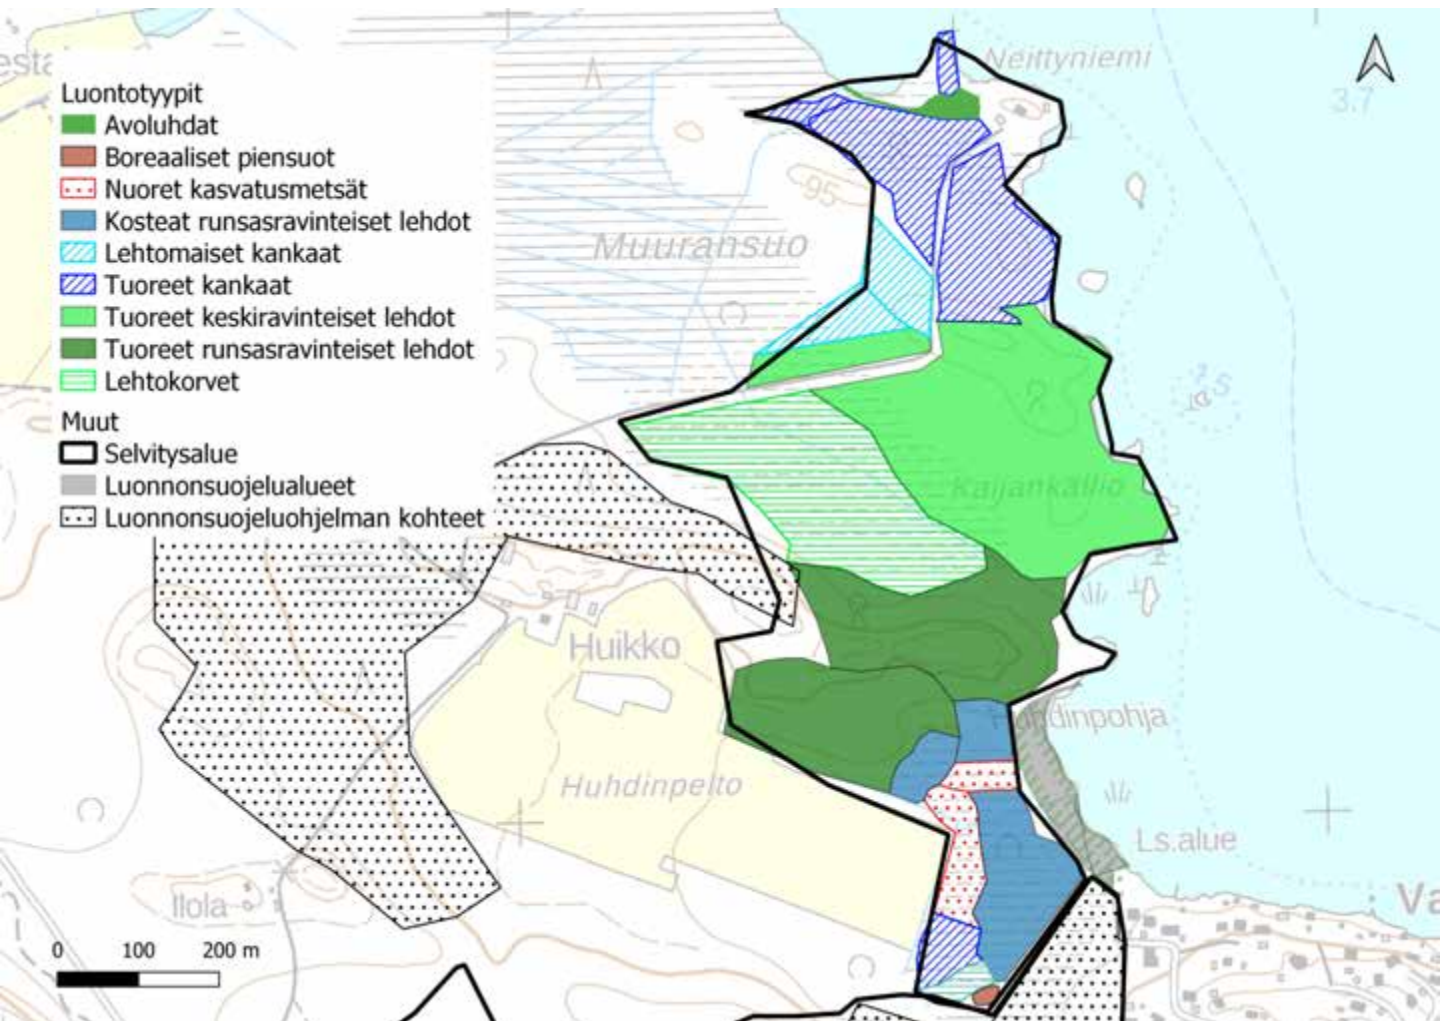 Luontotyypit
Avoluhdat
Boreaaliset piensuot
Nuoret kasvatusmetsät
Kosteat runsasravinteiset lehdot
Lehtomaiset kankaat
Tuoreet kankaat
Tuoreet keskiravinteiset lehdot
Tuoreet runsasravinteiset lehdot
Lehtokorvet
Muut
Selvitysalue
Luonnonsuojelualueet
Luonnonsuojeluohjelman kohteet
Neittyniemi
3.7
95
Muuransuo
Kaijankallio
Huikko
Huhdinpohja
Huhdinpelto
Ls.alue
Ilola
Va
0 100 200 m